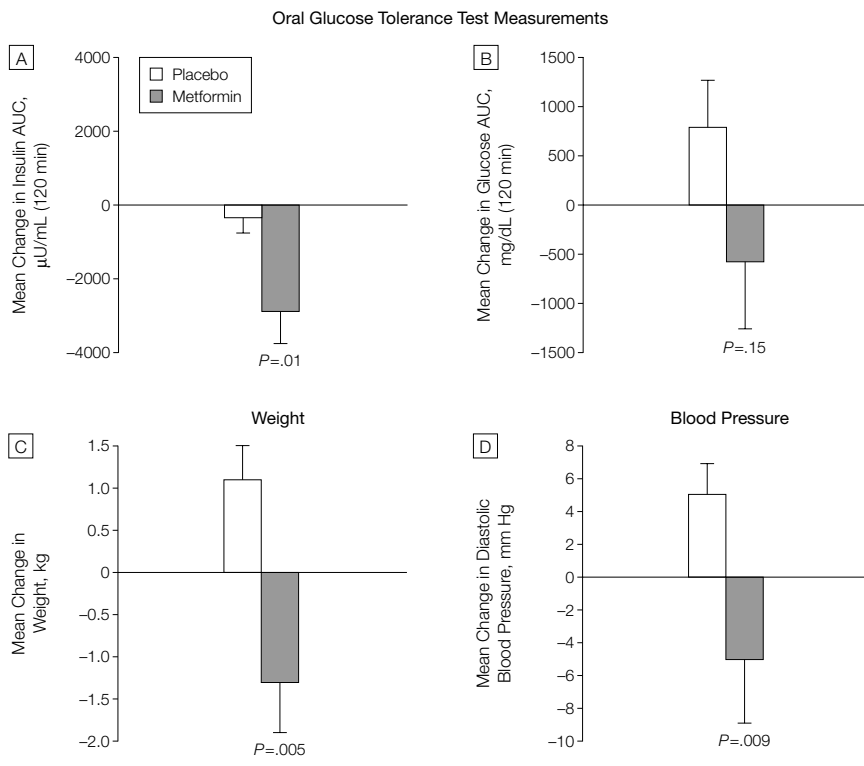 Oral Glucose Tolerance Test Measurements
A
Mean Change in Insulin AUC,
μU/mL (120 min)
4000
2000
0
–2000
–4000
Placebo
Metformin
P=.01
B
Mean Change in Glucose AUC,
mg/dL (120 min)
1500
1000
500
0
–500
–1000
–1500
P=.15
Weight
C
Mean Change in
Weight, kg
1.5
1.0
0.5
0
–0.5
–1.0
–1.5
–2.0
P=.005
Blood Pressure
D
Mean Change in Diastolic
Blood Pressure, mm Hg
8
6
4
2
0
–2
–4
–6
–8
–10
P=.009